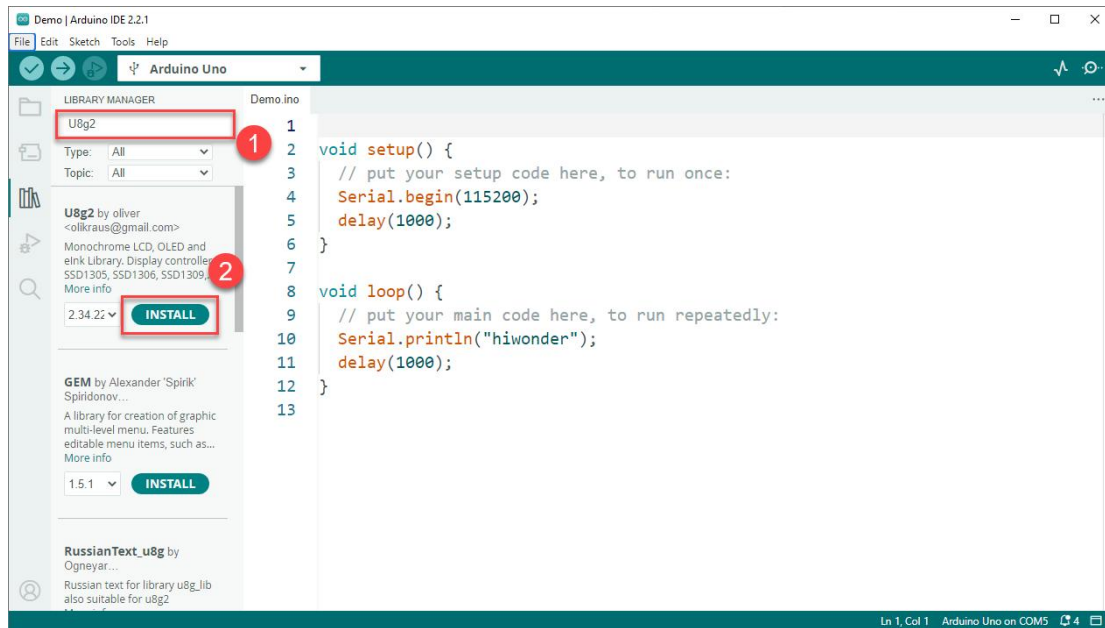 Demo | Arduino IDE 2.2.1
File Edit Sketch Tools Help
Arduino Uno
LIBRARY MANAGER
U8g2
1
Type: All
Topic: All
U8g2 by oliver
<olikraus@gmail.com>
Monochrome LCD, OLED and
eInk Library. Display controller
SSD1305, SSD1306, SSD1309,
More info
2
2.34.22 INSTALL
GEM by Alexander 'Spirik'
Spiridonov...
A library for creation of graphic
multi-level menu. Features
editable menu items, such as...
More info
1.5.1 INSTALL
RussianText_u8g by
Ogneyar...
Russian text for library u8g_lib
also suitable for u8g2
Demo.ino
...
1
2 void setup() {
3 // put your setup code here, to run once:
4 Serial.begin(115200);
5 delay(1000);
6 }
7
8 void loop() {
9 // put your main code here, to run repeatedly:
10 Serial.println("hiwonder");
11 delay(1000);
12 }
13
Ln 1, Col 1 Arduino Uno on COM5 4